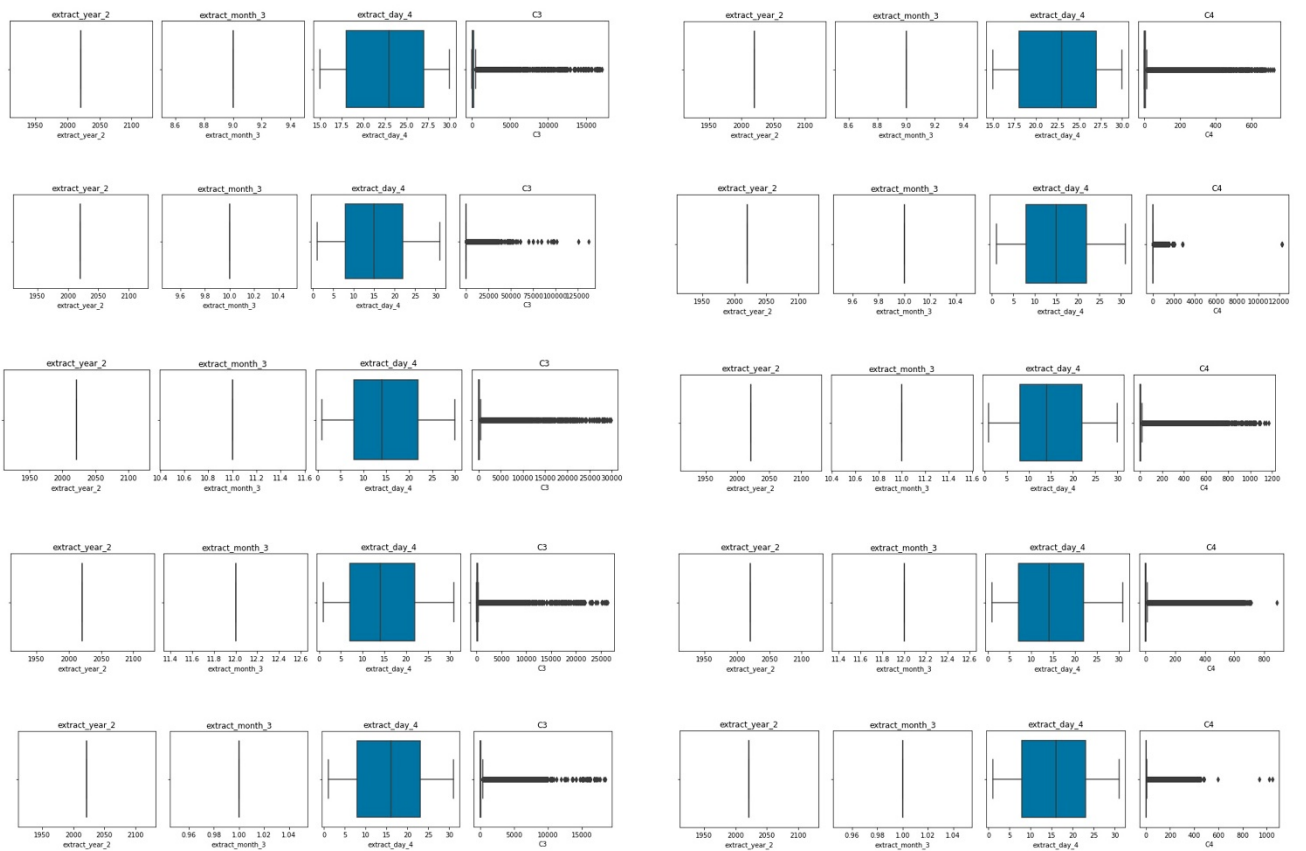 extract_year_2 extract_month_3 extract_day_4 C3 extract_year_2 extract_month_3 extract_day_4 C4
1950 2000 2050 2100 8.6 8.8 9.0 9.2 9.4 15.0 17.5 20.0 22.5 25.0 27.5 30.0 0 5000 10000 15000 1950 2000 2050 2100 8.6 8.8 9.0 9.2 9.4 15.0 17.5 20.0 22.5 25.0 27.5 30.0 0 200 400 600
extract_year_2 extract_month_3 extract_day_4 C3 extract_year_2 extract_month_3 extract_day_4 C4
extract_year_2 extract_month_3 extract_day_4 C3 extract_year_2 extract_month_3 extract_day_4 C4
1950 2000 2050 2100 9.6 9.8 10.0 10.2 10.4 0 5 10 15 20 25 30 0 25000 50000 75000 100000 125000 1950 2000 2050 2100 9.6 9.8 10.0 10.2 10.4 0 5 10 15 20 25 30 0 2000 4000 6000 8000 10000 12000
extract_year_2 extract_month_3 extract_day_4 C3 extract_year_2 extract_month_3 extract_day_4 C4
extract_year_2 extract_month_3 extract_day_4 C3 extract_year_2 extract_month_3 extract_day_4 C4
1950 2000 2050 2100 10.4 10.6 10.8 11.0 11.2 11.4 11.6 0 5 10 15 20 25 30 0 5000 10000 15000 20000 25000 30000 1950 2000 2050 2100 10.4 10.6 10.8 11.0 11.2 11.4 11.6 0 5 10 15 20 25 30 0 200 400 600 800 1000 1200
extract_year_2 extract_month_3 extract_day_4 C3 extract_year_2 extract_month_3 extract_day_4 C4
extract_year_2 extract_month_3 extract_day_4 C3 extract_year_2 extract_month_3 extract_day_4 C4
1950 2000 2050 2100 11.4 11.6 11.8 12.0 12.2 12.4 12.6 0 5 10 15 20 25 30 0 5000 10000 15000 20000 25000 1950 2000 2050 2100 11.4 11.6 11.8 12.0 12.2 12.4 12.6 0 5 10 15 20 25 30 0 200 400 600 800
extract_year_2 extract_month_3 extract_day_4 C3 extract_year_2 extract_month_3 extract_day_4 C4
extract_year_2 extract_month_3 extract_day_4 C3 extract_year_2 extract_month_3 extract_day_4 C4
1950 2000 2050 2100 0.96 0.98 1.00 1.02 1.04 0 5 10 15 20 25 30 0 5000 10000 15000 1950 2000 2050 2100 0.96 0.98 1.00 1.02 1.04 0 5 10 15 20 25 30 0 200 400 600 800 1000
extract_year_2 extract_month_3 extract_day_4 C3 extract_year_2 extract_month_3 extract_day_4 C4